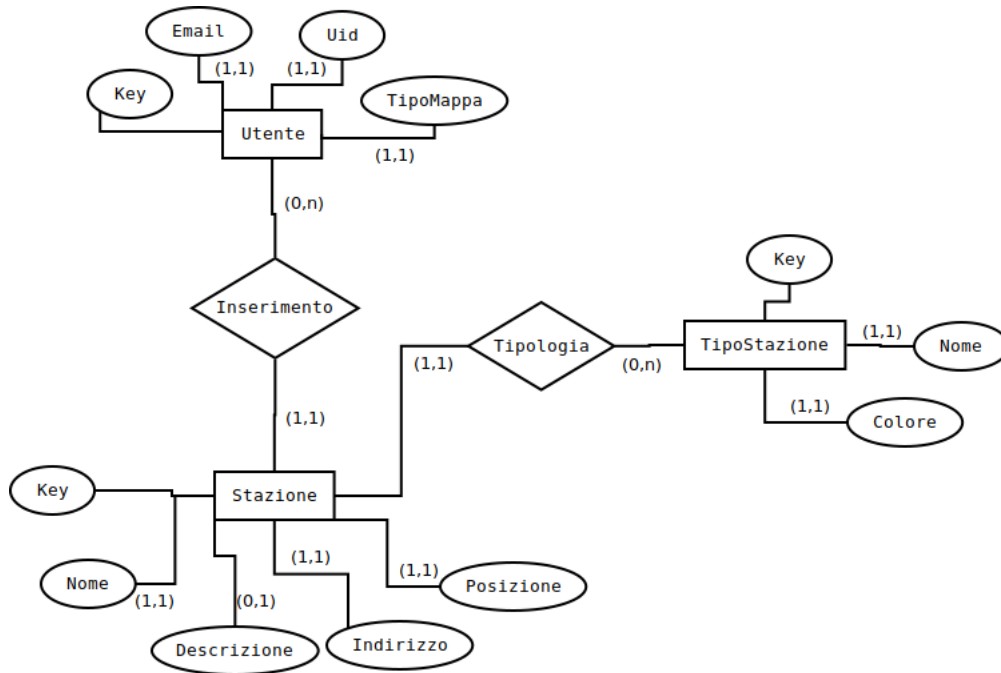 Email
Uid
(1,1)
(1,1)
Key
TipoMappa
Utente
(1,1)
(0,n)
Key
Inserimento
Tipologia
TipoStazione
(1,1)
Nome
(1,1)
(0,n)
(1,1)
Colore
(1,1)
Key
Stazione
(1,1)
(1,1)
Nome
(1,1)
(0,1)
Posizione
Descrizione
Indirizzo